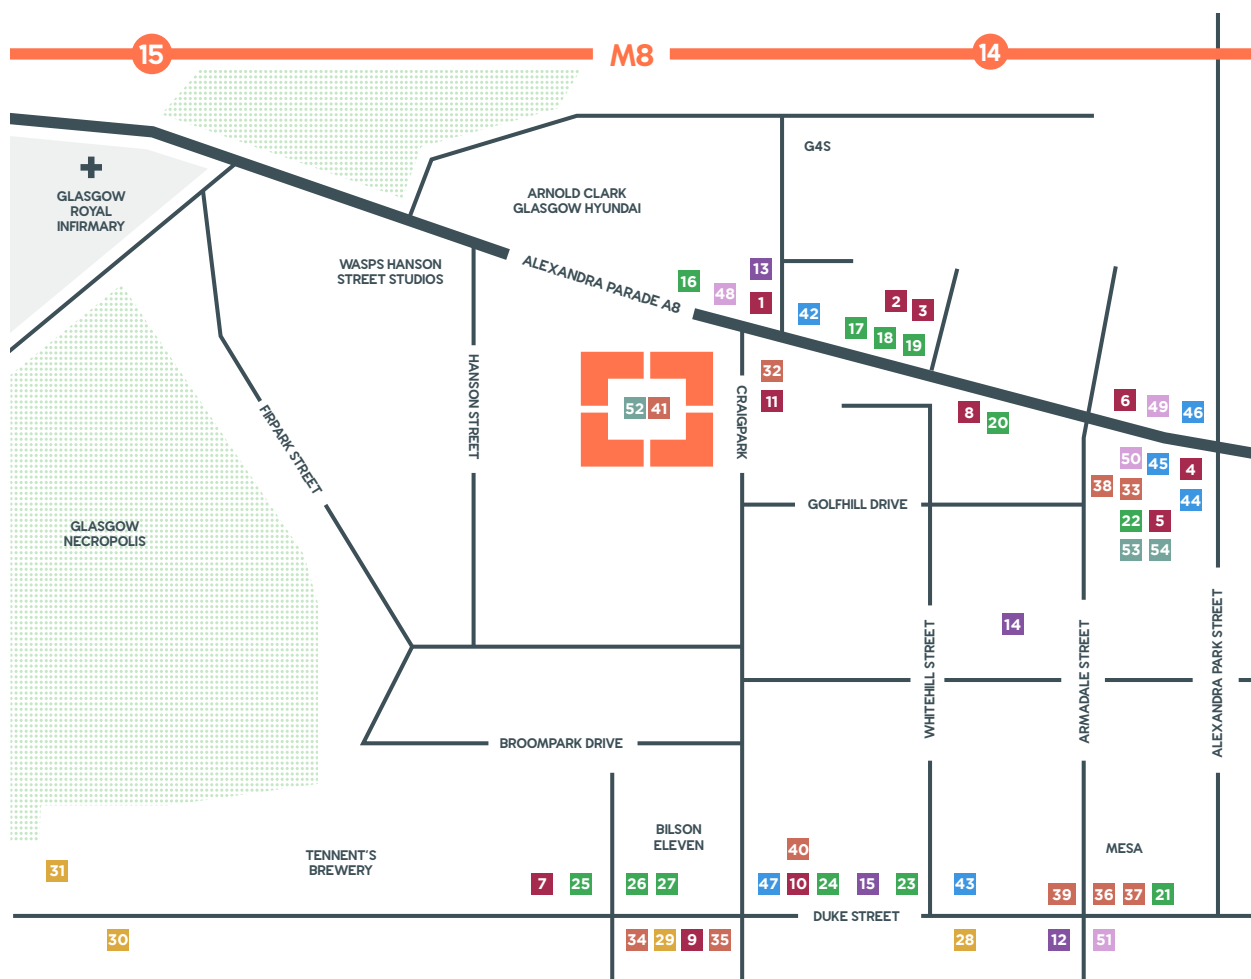 15
M8
14
G4S
GLASGOW
ROYAL
INFIRMARY
ARNOLD CLARK
GLASGOW HYUNDAI
WASPS HANSON
STREET STUDIOS
ALEXANDRA PARADE A8
13
16
48
1
42
2
3
17
18
19
HANSON STREET
CRAIGPARK
32
11
52
41
FIRPARK STREET
8
20
6
49
46
50
45
4
38
33
44
22
5
53
54
GOLFHILL DRIVE
GLASGOW
NECROPOLIS
14
WHITEHILL STREET
ARMADALE STREET
ALEXANDRA PARK STREET
BROOMPARK DRIVE
BILSON
ELEVEN
TENNENT'S
BREWERY
MESA
31
7
25
26
27
40
47
10
24
15
23
43
39
36
37
21
DUKE STREET
30
34
29
9
35
28
12
51